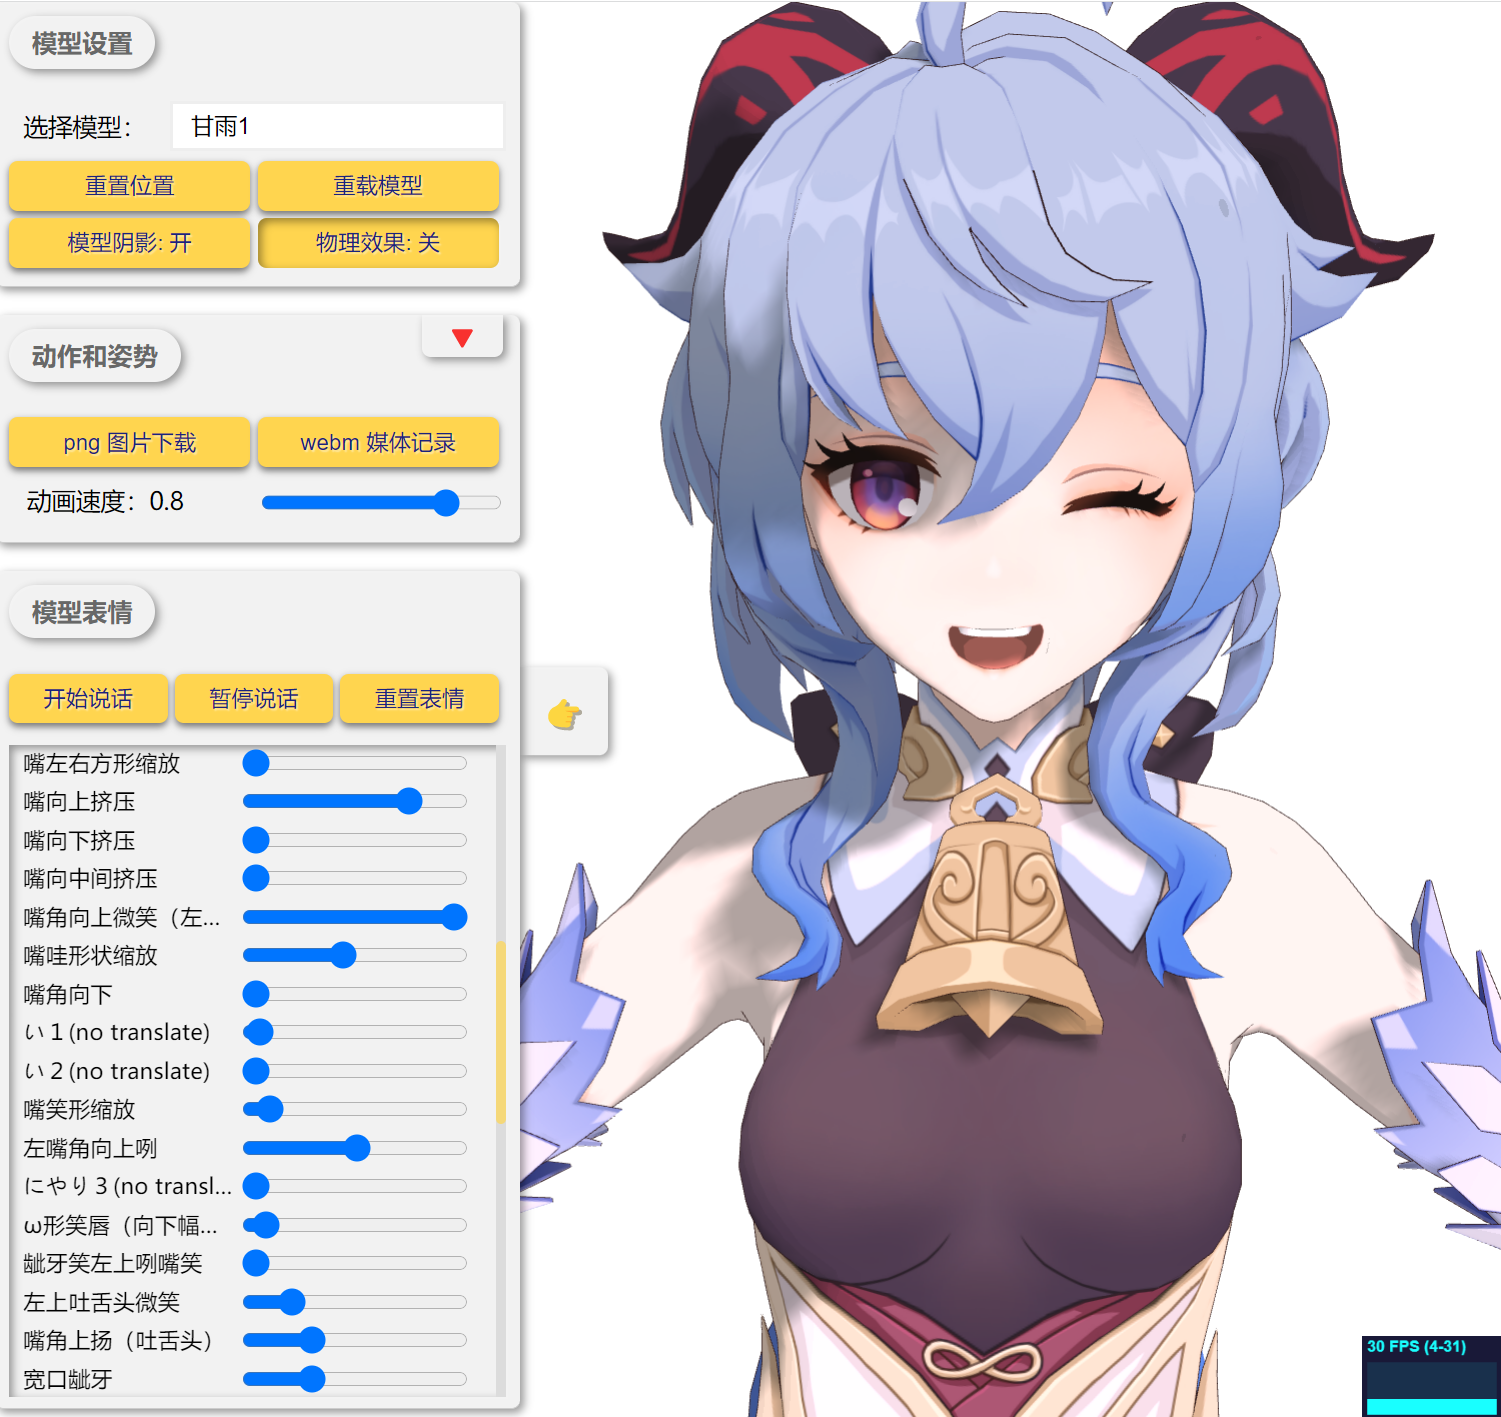 模型设置
选择模型： 甘雨1
重置位置 重载模型
模型阴影: 开 物理效果: 关
动作和姿势
png 图片下载 webm 媒体记录
动画速度：0.8
模型表情
开始说话 暂停说话 重置表情
嘴左右方形缩放
嘴向上挤压
嘴向下挤压
嘴向中间挤压
嘴角向上微笑（左...
嘴哇形状缩放
嘴角向下
い１(no translate)
い２(no translate)
嘴笑形缩放
左嘴角向上咧
にやり３(no transl...
ω形笑唇（向下幅...
龇牙笑左上咧嘴笑
左上吐舌头微笑
嘴角上扬（吐舌头）
宽口龇牙
30 FPS (4-31)